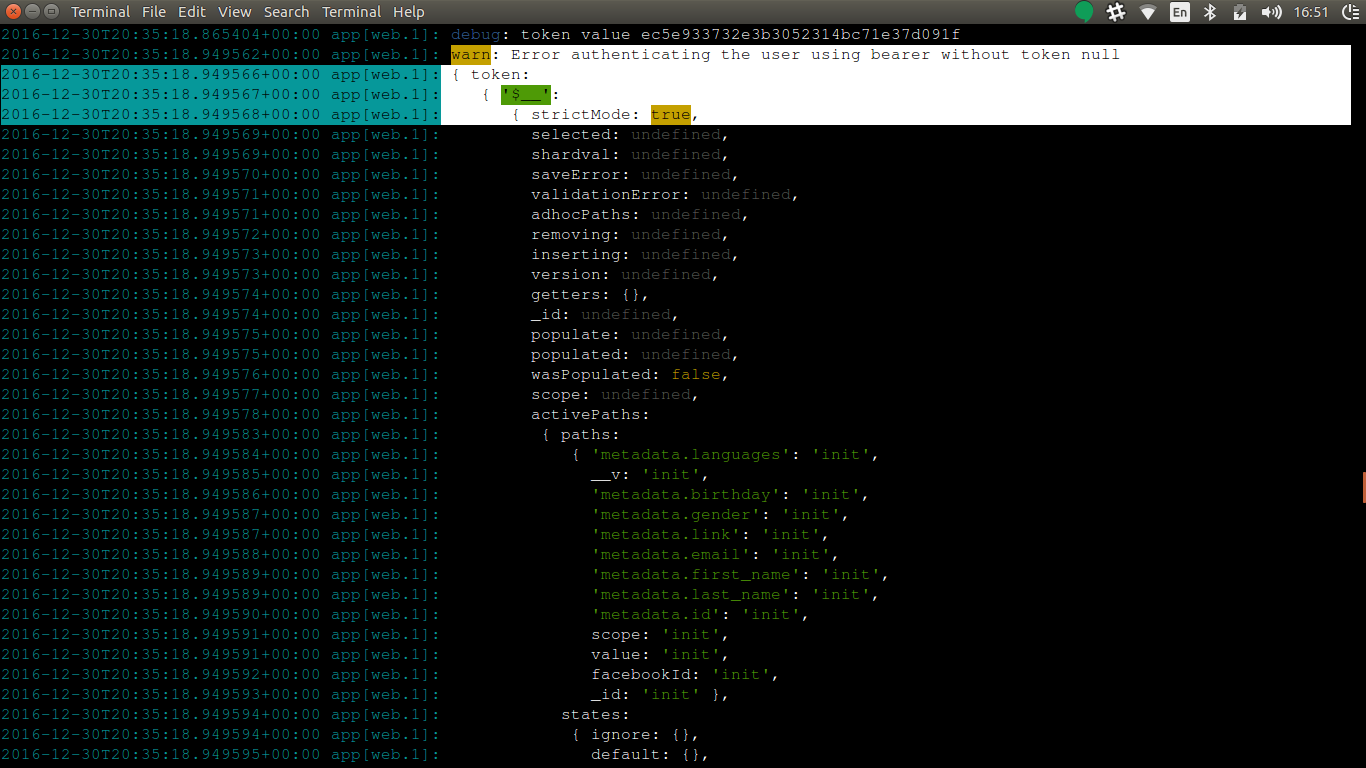 Terminal File Edit View Search Terminal Help En 16:51
2016-12-30T20:35:18.865404+00:00 app[web.1]: debug: token value ec5e933732e3b3052314bc71e37d091f
2016-12-30T20:35:18.949562+00:00 app[web.1]: warn: Error authenticating the user using bearer without token null
2016-12-30T20:35:18.949566+00:00 app[web.1]: { token:
2016-12-30T20:35:18.949567+00:00 app[web.1]: { '$__':
2016-12-30T20:35:18.949568+00:00 app[web.1]: { strictMode: true,
2016-12-30T20:35:18.949569+00:00 app[web.1]: selected: undefined,
2016-12-30T20:35:18.949569+00:00 app[web.1]: shardval: undefined,
2016-12-30T20:35:18.949570+00:00 app[web.1]: saveError: undefined,
2016-12-30T20:35:18.949571+00:00 app[web.1]: validationError: undefined,
2016-12-30T20:35:18.949571+00:00 app[web.1]: adhocPaths: undefined,
2016-12-30T20:35:18.949572+00:00 app[web.1]: removing: undefined,
2016-12-30T20:35:18.949573+00:00 app[web.1]: inserting: undefined,
2016-12-30T20:35:18.949573+00:00 app[web.1]: version: undefined,
2016-12-30T20:35:18.949574+00:00 app[web.1]: getters: {},
2016-12-30T20:35:18.949574+00:00 app[web.1]: _id: undefined,
2016-12-30T20:35:18.949575+00:00 app[web.1]: populate: undefined,
2016-12-30T20:35:18.949575+00:00 app[web.1]: populated: undefined,
2016-12-30T20:35:18.949576+00:00 app[web.1]: wasPopulated: false,
2016-12-30T20:35:18.949577+00:00 app[web.1]: scope: undefined,
2016-12-30T20:35:18.949578+00:00 app[web.1]: activePaths:
2016-12-30T20:35:18.949583+00:00 app[web.1]: { paths:
2016-12-30T20:35:18.949584+00:00 app[web.1]: { 'metadata.languages': 'init',
2016-12-30T20:35:18.949585+00:00 app[web.1]: __v: 'init',
2016-12-30T20:35:18.949586+00:00 app[web.1]: 'metadata.birthday': 'init',
2016-12-30T20:35:18.949587+00:00 app[web.1]: 'metadata.gender': 'init',
2016-12-30T20:35:18.949587+00:00 app[web.1]: 'metadata.link': 'init',
2016-12-30T20:35:18.949588+00:00 app[web.1]: 'metadata.email': 'init',
2016-12-30T20:35:18.949589+00:00 app[web.1]: 'metadata.first_name': 'init',
2016-12-30T20:35:18.949589+00:00 app[web.1]: 'metadata.last_name': 'init',
2016-12-30T20:35:18.949590+00:00 app[web.1]: 'metadata.id': 'init',
2016-12-30T20:35:18.949591+00:00 app[web.1]: scope: 'init',
2016-12-30T20:35:18.949591+00:00 app[web.1]: value: 'init',
2016-12-30T20:35:18.949592+00:00 app[web.1]: facebookId: 'init',
2016-12-30T20:35:18.949593+00:00 app[web.1]: _id: 'init' },
2016-12-30T20:35:18.949594+00:00 app[web.1]: states:
2016-12-30T20:35:18.949594+00:00 app[web.1]: { ignore: {},
2016-12-30T20:35:18.949595+00:00 app[web.1]: default: {},